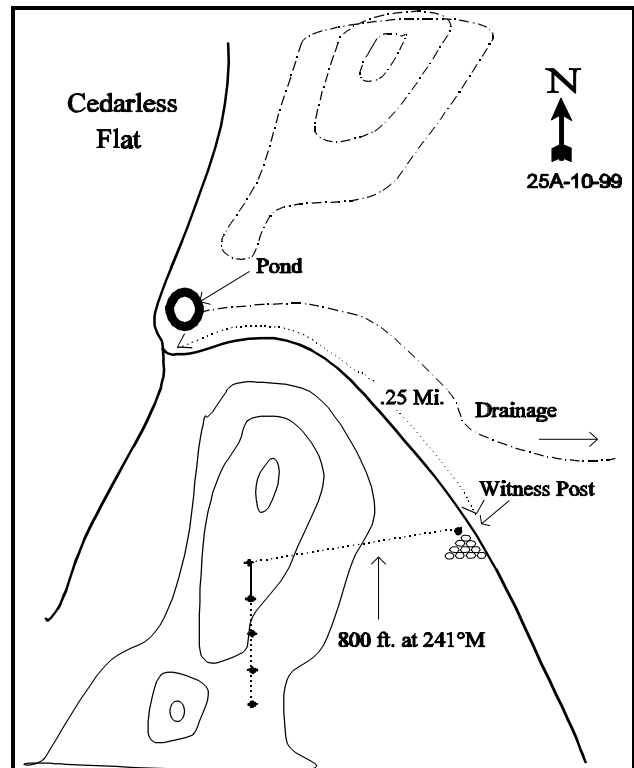 Cedarless
Flat
N
25A-10-99
Pond
.25 Mi.
Drainage
Witness Post
800 ft. at 241°M